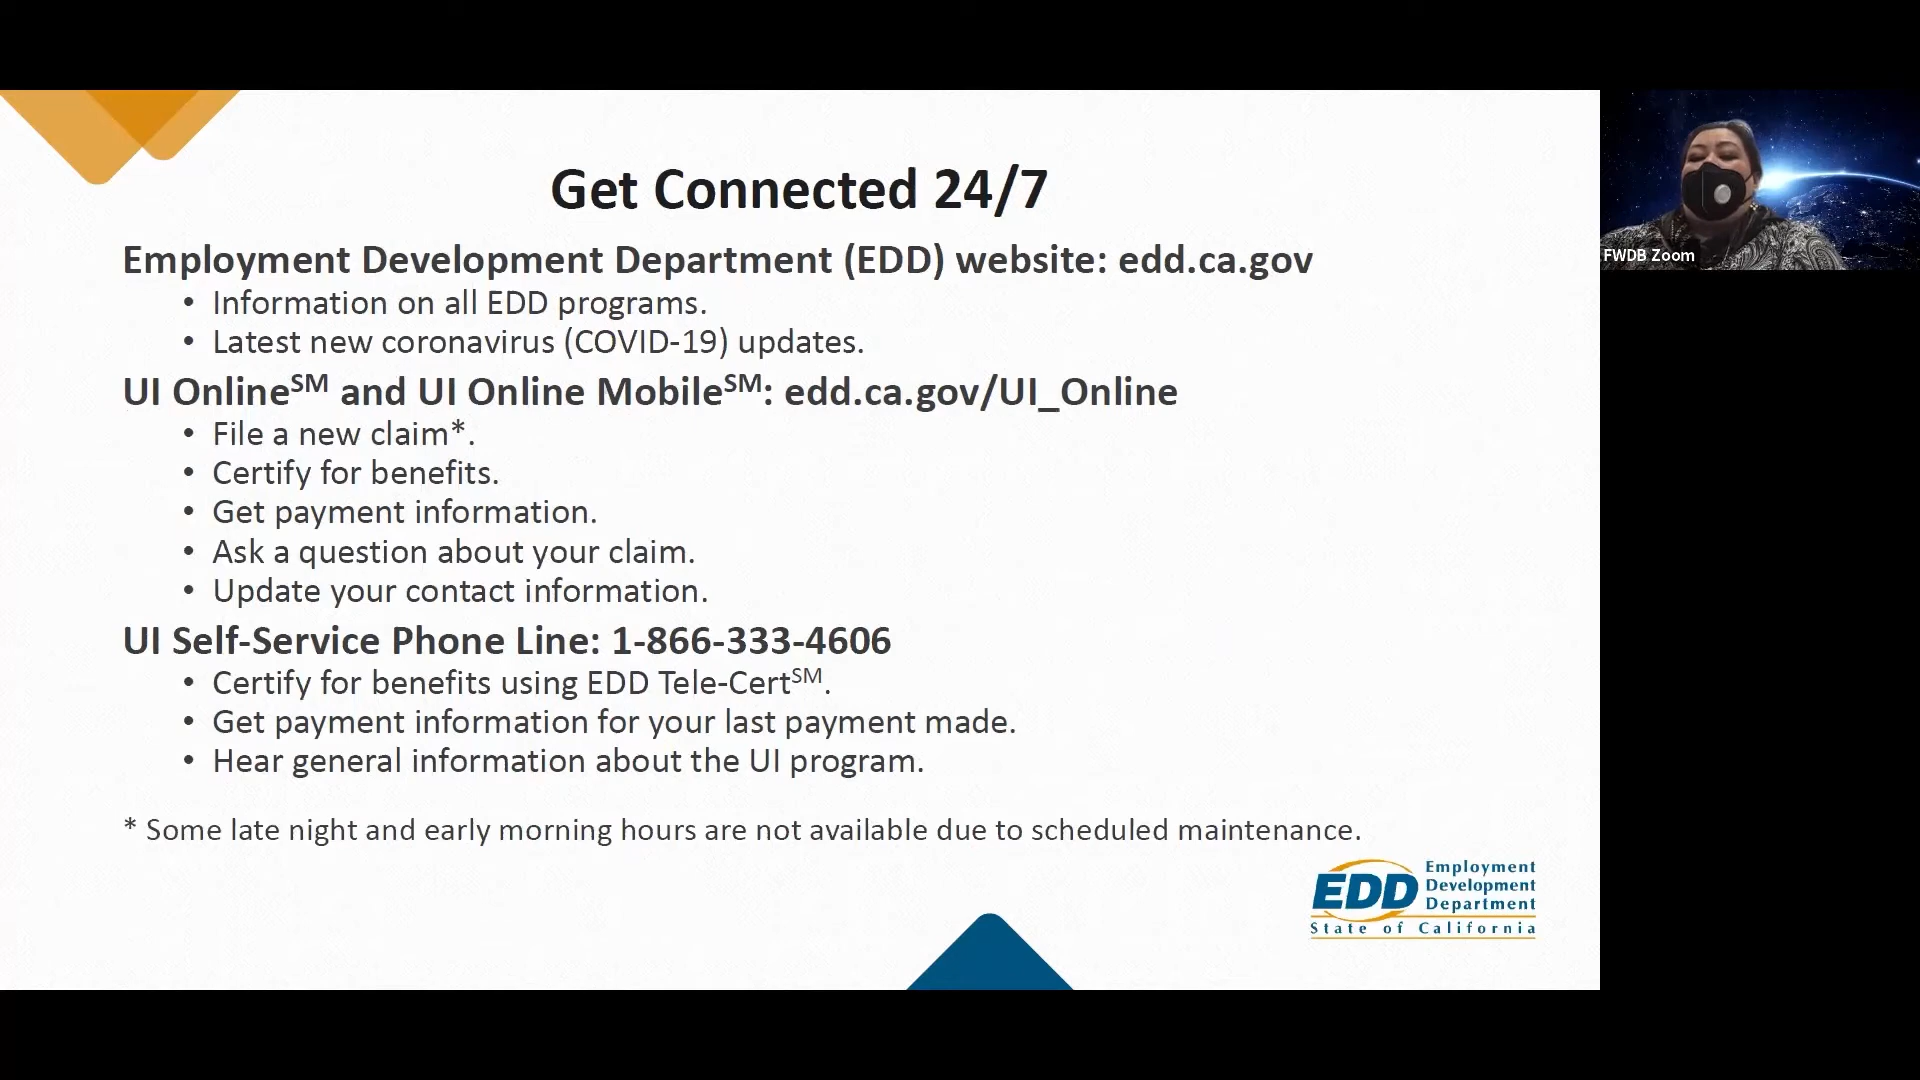 Get Connected 24/7
Employment Development Department (EDD) website: edd.ca.gov
• Information on all EDD programs.
• Latest new coronavirus (COVID-19) updates.
UI OnlineSM and UI Online MobileSM: edd.ca.gov/UI_Online
• File a new claim*.
• Certify for benefits.
• Get payment information.
• Ask a question about your claim.
• Update your contact information.
UI Self-Service Phone Line: 1-866-333-4606
• Certify for benefits using EDD Tele-CertSM.
• Get payment information for your last payment made.
• Hear general information about the UI program.
* Some late night and early morning hours are not available due to scheduled maintenance.
EDD
Employment
Development
Department
State of California
FWDB Zoom